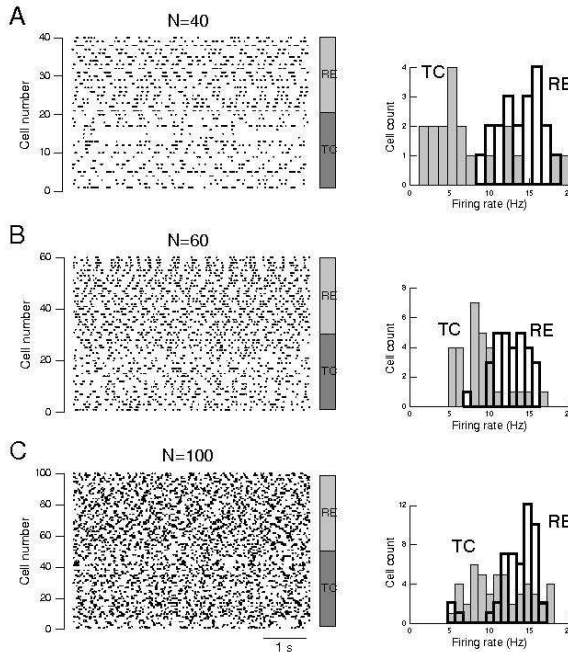 A
N=40
40
30
20
10
0
Cell number
RE
TC
TC
RE
4
3
2
1
0
Cell count
0 5 10 15 20
Firing rate (Hz)
B
N=60
60
40
20
0
Cell number
RE
TC
TC
RE
8
6
4
2
0
Cell count
0 5 10 15
Firing rate (Hz)
C
N=100
100
80
60
40
20
0
Cell number
RE
TC
1 s
TC
RE
12
8
4
0
Cell count
0 5 10 15
Firing rate (Hz)